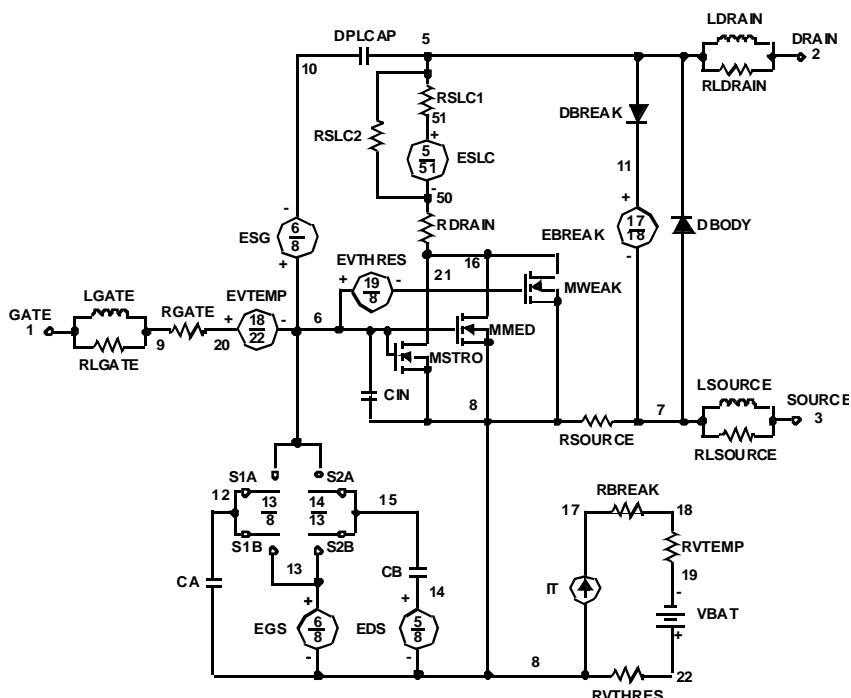 LDRAIN
DPLCAP 5 DRAIN
10 2
RLDRAIN
RSLC1
51
DBREAK
RSLC2
+
5
51
ESLC
11
-
50
-
+
ESG
6
8
+
RDRAIN
EBREAK
17
18
DBODY
EVTHRES
16
21
-
+
19
8
-
MWEAK
LGATE
EVTEMP
GATE
1
RGATE
+
18
22
-
6
MMED
9
20
RLGATE
MSTRO
CIN
8
LSOURCE
7
SOURCE
3
RSOURCE
RLSOURCE
S1A
S2A
12
13
8
14
13
15
S1B
S2B
RBREAK
17
18
RVTEMP
CA
13
CB
14
19
-
IT
+
+
EGS
6
8
EDS
5
8
VBAT
+
-
-
8
22
RVTHRES